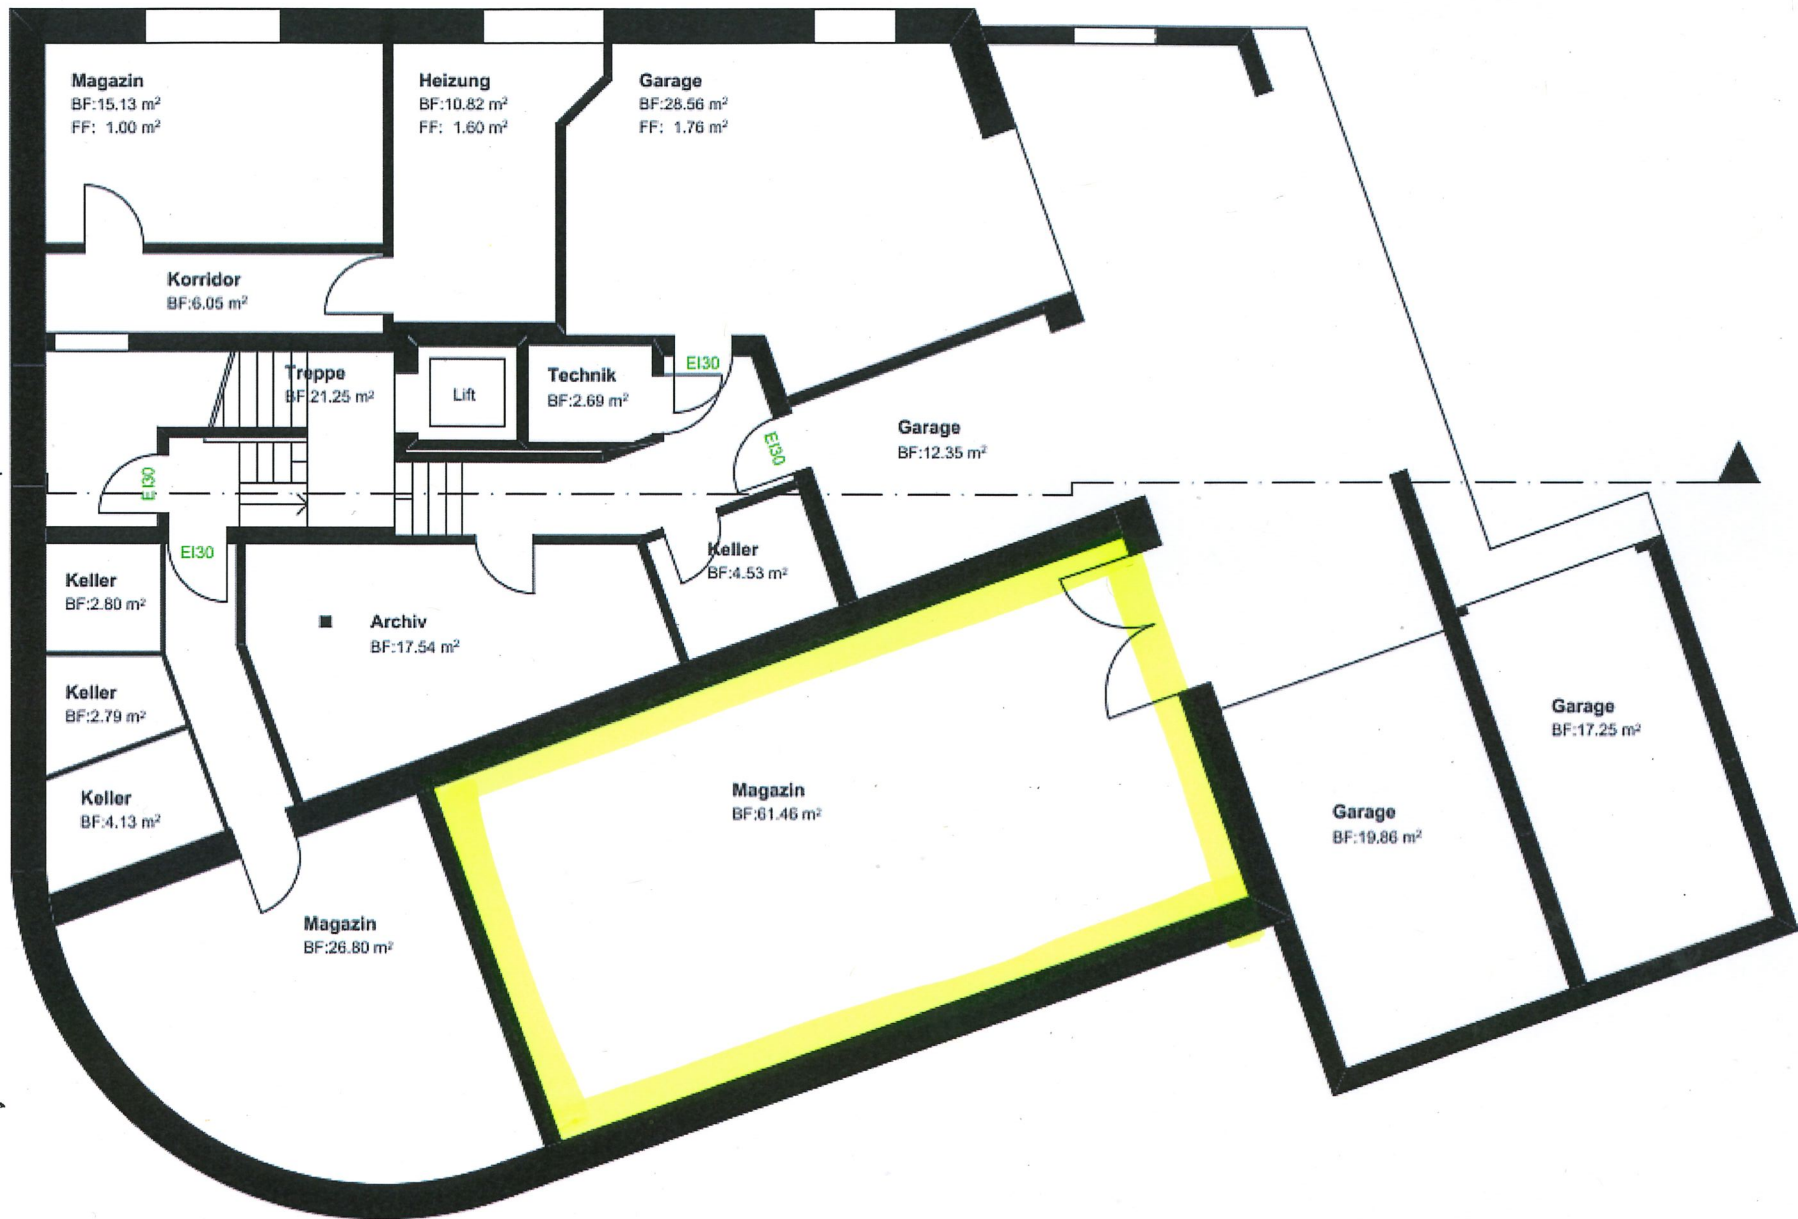 Magazin
BF:15.13 m²
FF: 1.00 m²
Heizung
BF:10.82 m²
FF: 1.60 m²
Garage
BF:28.56 m²
FF: 1.76 m²
Korridor
BF:6.05 m²
Treppe
BF:21.25 m²
Lift
Technik
BF:2.69 m²
EI30
EI30
EI30
EI30
Garage
BF:12.35 m²
Keller
BF:4.53 m²
Keller
BF:2.80 m²
Archiv
BF:17.54 m²
Keller
BF:2.79 m²
Keller
BF:4.13 m²
Magazin
BF:61.46 m²
Garage
BF:17.25 m²
Garage
BF:19.86 m²
Magazin
BF:26.80 m²